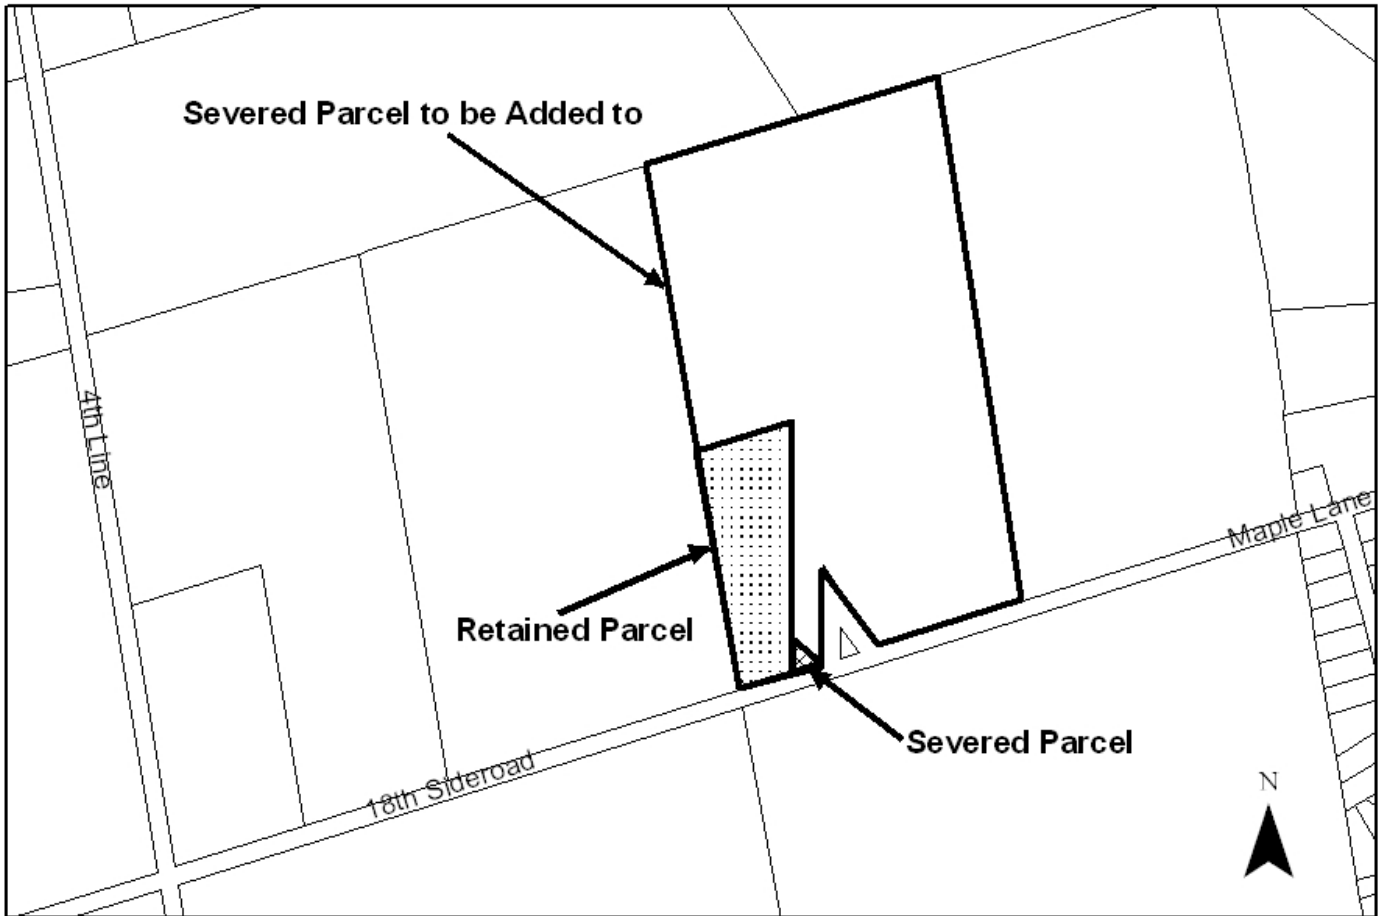 Severed Parcel to be Added to
4th Line
Maple Lane
Retained Parcel
Severed Parcel
18th Sideroad
N